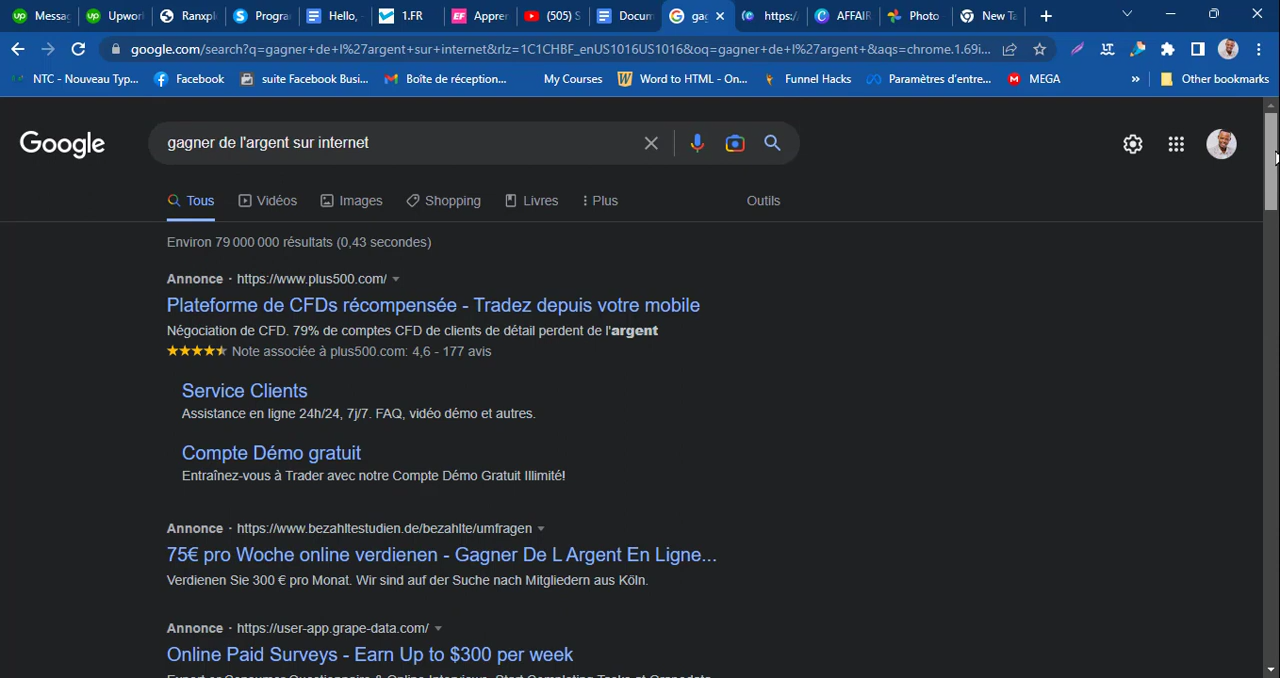 Messag
Upwor
Ranxpl
Progra
Hello,
1.FR
Appre
(505) S
Docum
gag
https:/
AFFAIR
Photo
New Ta
google.com/search?q=gagner+de+l%27argent+sur+internet&rlz=1C1CHBF_enUS1016US1016&oq=gagner+de+l%27argent+&aqs=chrome.1.69i...
NTC - Nouveau Typ...
Facebook
suite Facebook Busi...
Boîte de réception...
My Courses
Word to HTML - On...
Funnel Hacks
Paramètres d'entre...
MEGA
»
Other bookmarks
Google
gagner de l'argent sur internet
Tous
Vidéos
Images
Shopping
Livres
Plus
Outils
Environ 79 000 000 résultats (0,43 secondes)
Annonce · https://www.plus500.com/
Plateforme de CFDs récompensée - Tradez depuis votre mobile
Négociation de CFD. 79% de comptes CFD de clients de détail perdent de l'argent
Note associée à plus500.com: 4,6 - 177 avis
Service Clients
Assistance en ligne 24h/24, 7j/7. FAQ, vidéo démo et autres.
Compte Démo gratuit
Entraînez-vous à Trader avec notre Compte Démo Gratuit Illimité!
Annonce · https://www.bezahltestudien.de/bezahlte/umfragen
75€ pro Woche online verdienen - Gagner De L Argent En Ligne...
Verdienen Sie 300 € pro Monat. Wir sind auf der Suche nach Mitgliedern aus Köln.
Annonce · https://user-app.grape-data.com/
Online Paid Surveys - Earn Up to $300 per week